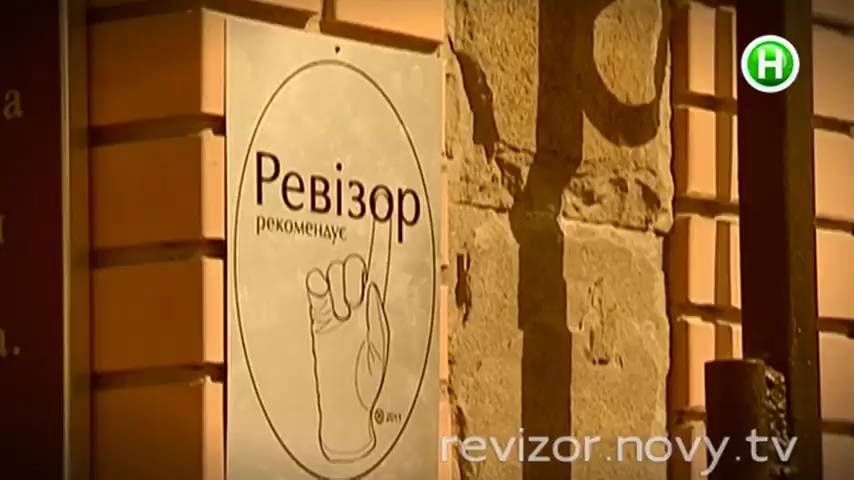 Н
а
Ревізор
рекомендує
® 2011
а.
revizor.novy.tv